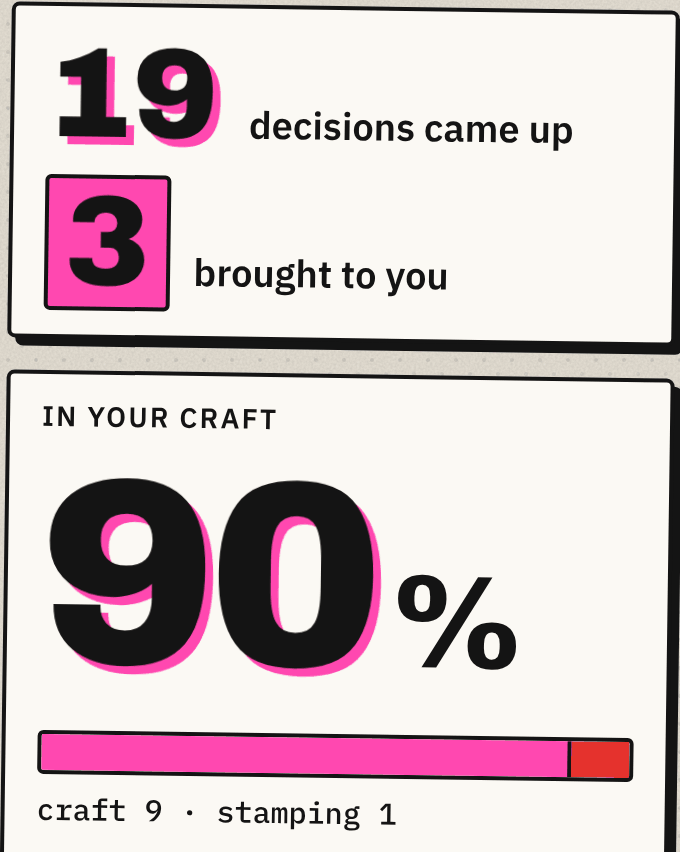 19 decisions came up
3 brought to you
IN YOUR CRAFT
90%
craft 9 · stamping 1